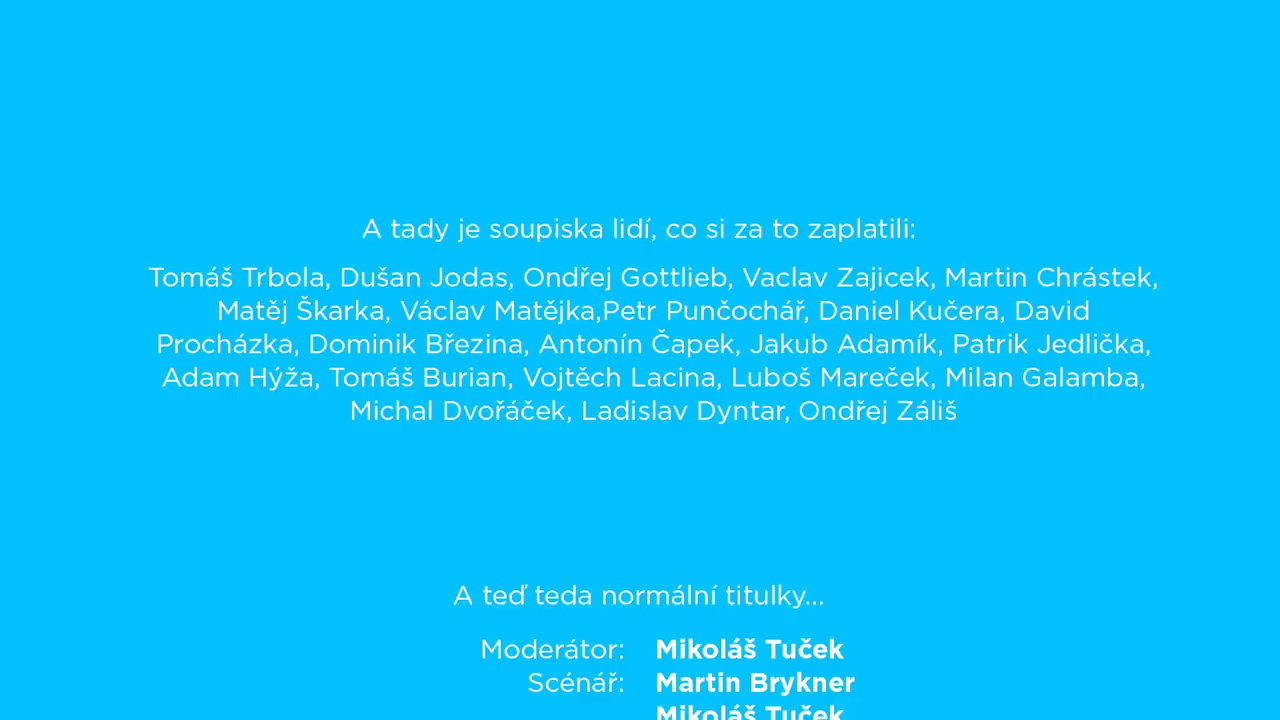 A tady je soupiska lidí, co si za to zaplatili:
Tomáš Trbola, Dušan Jodas, Ondřej Gottlieb, Vaclav Zajicek, Martin Chrástek,
Matěj Škarka, Václav Matějka,Petr Punčochář, Daniel Kučera, David
Procházka, Dominik Březina, Antonín Čapek, Jakub Adamík, Patrik Jedlička,
Adam Hýža, Tomáš Burian, Vojtěch Lacina, Luboš Mareček, Milan Galamba,
Michal Dvořáček, Ladislav Dyntar, Ondřej Záliš
A teď teda normální titulky...
Moderátor: Mikoláš Tuček
Scénář: Martin Brykner
Mikoláš Tuček